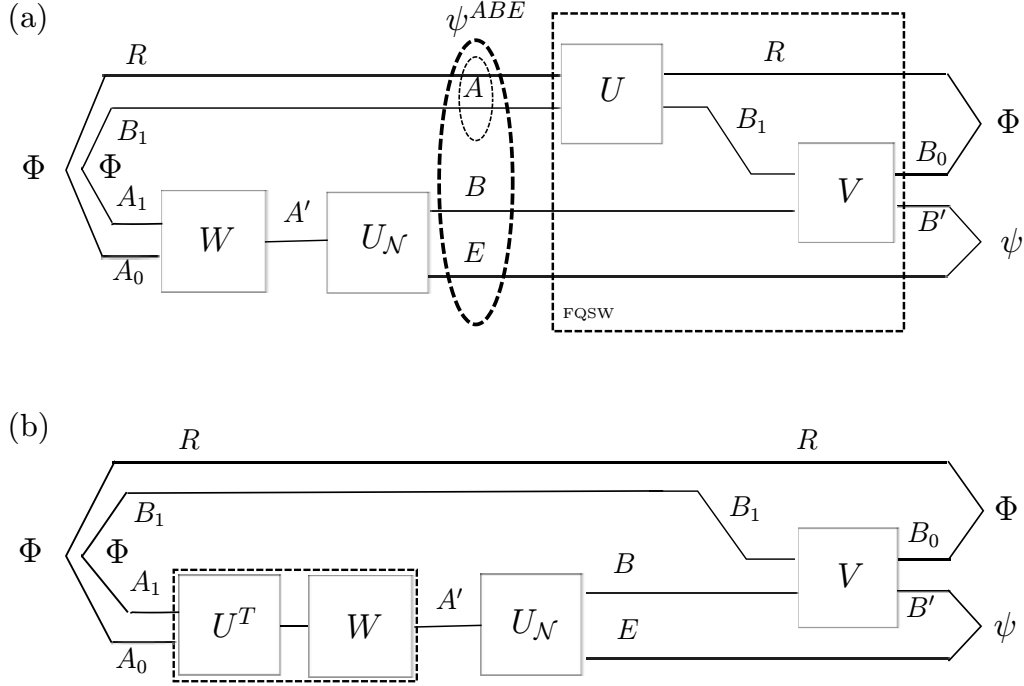 (a)
ψ^{ABE}
R
R
A
U
B_1
B_1
Φ
Φ
Φ
A_1
B
B_0
A'
V
W
U_𝒩
E
B'
ψ
A_0
FQSW
(b)
R
R
B_1
B_1
Φ
Φ
Φ
A_1
B
B_0
A'
V
U^T
W
U_𝒩
E
B'
ψ
A_0